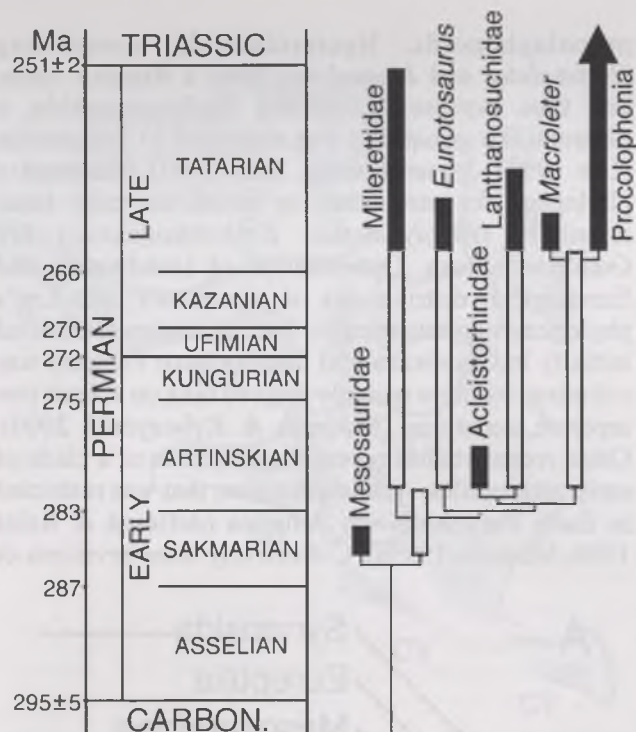 Ma
TRIASSIC
251±2
TATARIAN
LATE
266
KAZANIAN
270
UFIMIAN
272
PERMIAN
KUNGURIAN
275
ARTINSKIAN
283
EARLY
SAKMARIAN
287
ASSELIAN
295±5
CARBON.
Mesosauridae
Millerettidae
Eunotosaurus
Acleistorhinidae
Lanthanosuchidae
Macroleter
Procolophonia